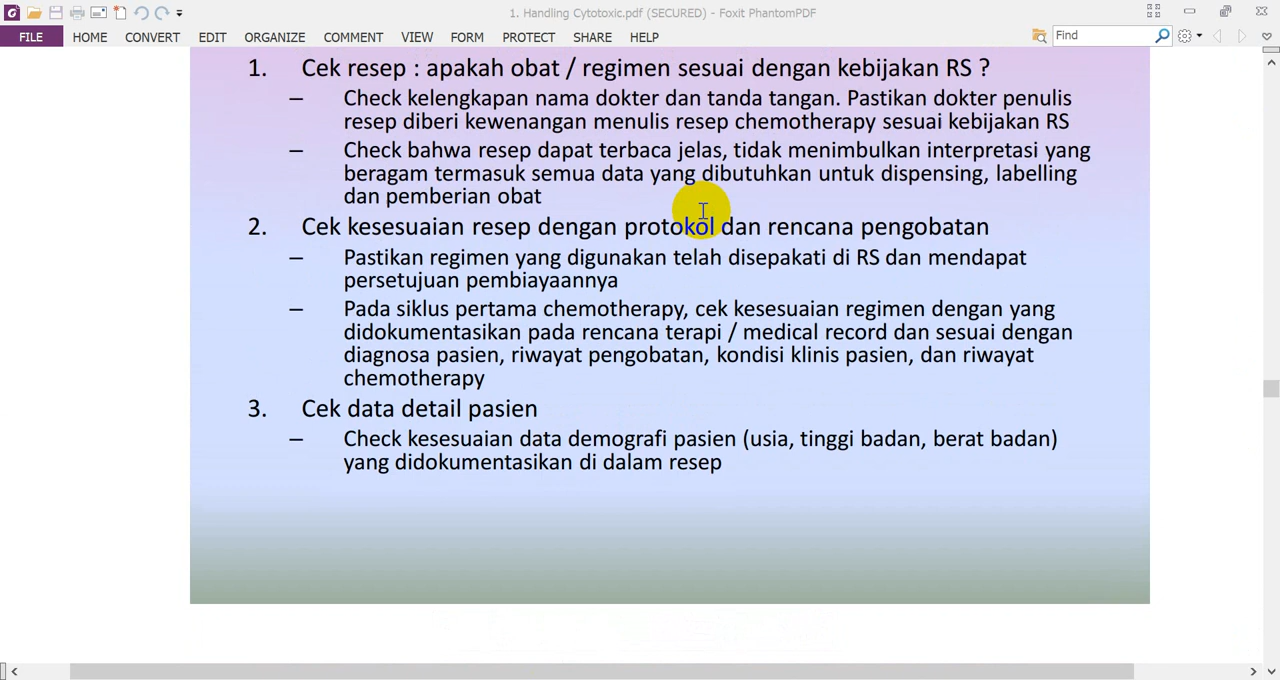 1. Handling Cytotoxic.pdf (SECURED) - Foxit PhantomPDF
FILE HOME CONVERT EDIT ORGANIZE COMMENT VIEW FORM PROTECT SHARE HELP Find
1. Cek resep : apakah obat / regimen sesuai dengan kebijakan RS ?
– Check kelengkapan nama dokter dan tanda tangan. Pastikan dokter penulis
resep diberi kewenangan menulis resep chemotherapy sesuai kebijakan RS
– Check bahwa resep dapat terbaca jelas, tidak menimbulkan interpretasi yang
beragam termasuk semua data yang dibutuhkan untuk dispensing, labelling
dan pemberian obat
2. Cek kesesuaian resep dengan protokol dan rencana pengobatan
– Pastikan regimen yang digunakan telah disepakati di RS dan mendapat
persetujuan pembiayaannya
– Pada siklus pertama chemotherapy, cek kesesuaian regimen dengan yang
didokumentasikan pada rencana terapi / medical record dan sesuai dengan
diagnosa pasien, riwayat pengobatan, kondisi klinis pasien, dan riwayat
chemotherapy
3. Cek data detail pasien
– Check kesesuaian data demografi pasien (usia, tinggi badan, berat badan)
yang didokumentasikan di dalam resep